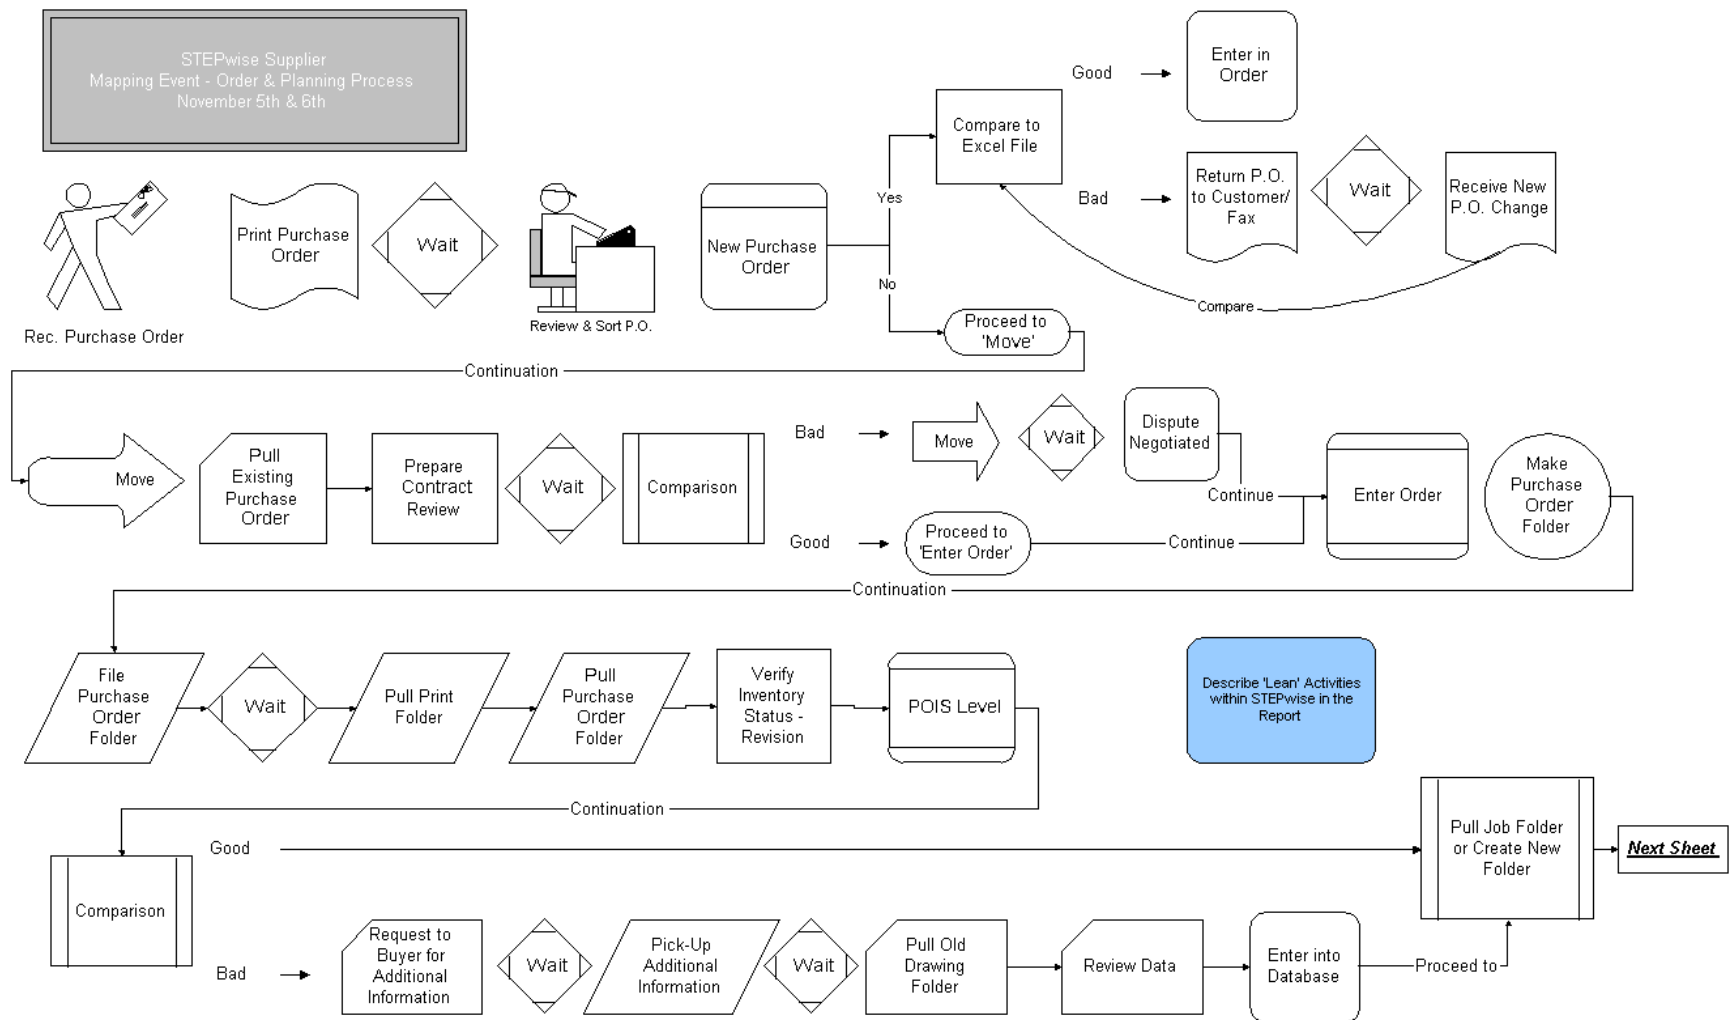 STEPwise Supplier
Mapping Event - Order & Planning Process
November 5th & 6th
Rec. Purchase Order
Print Purchase
Order
Wait
Review & Sort P.O.
New Purchase
Order
Yes
No
Compare to
Excel File
Good
Enter in
Order
Bad
Return P.O.
to Customer/
Fax
Wait
Receive New
P.O. Change
Compare
Proceed to
'Move'
Continuation
Move
Pull
Existing
Purchase
Order
Prepare
Contract
Review
Wait
Comparison
Bad
Move
Wait
Dispute
Negotiated
Continue
Good
Proceed to
'Enter Order'
Continue
Enter Order
Make
Purchase
Order
Folder
Continuation
File
Purchase
Order
Folder
Wait
Pull Print
Folder
Pull
Purchase
Order
Folder
Verify
Inventory
Status -
Revision
POIS Level
Describe 'Lean' Activities
within STEPwise in the
Report
Continuation
Comparison
Good
Pull Job Folder
or Create New
Folder
Next Sheet
Bad
Request to
Buyer for
Additional
Information
Wait
Pick-Up
Additional
Information
Wait
Pull Old
Drawing
Folder
Review Data
Enter into
Database
Proceed to